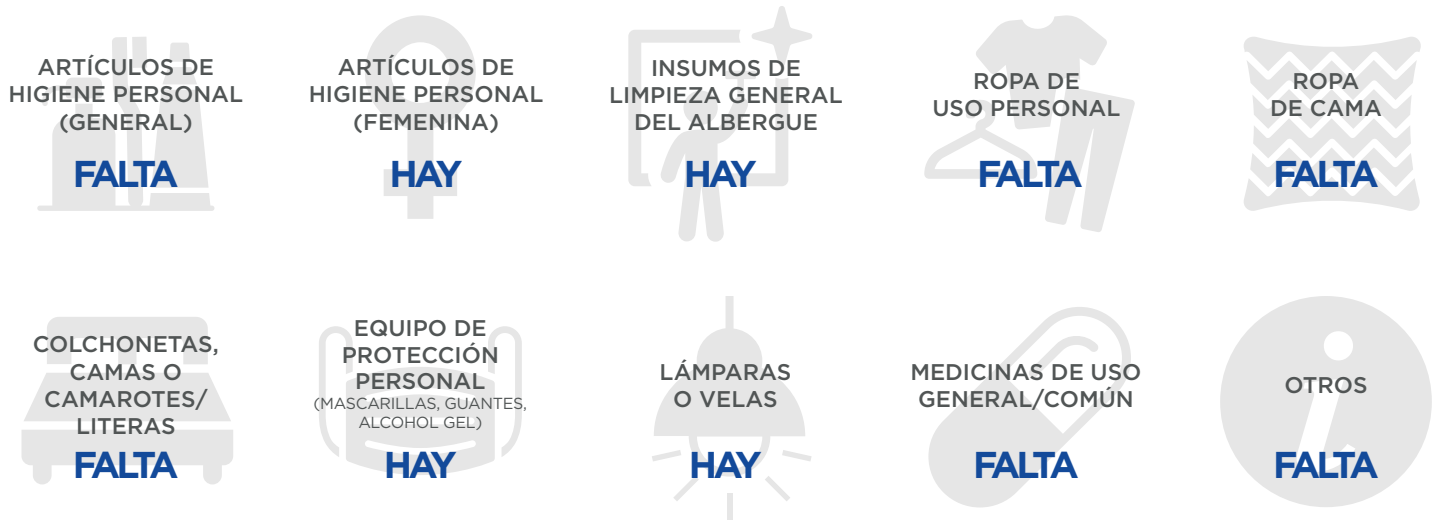 ARTÍCULOS DE
HIGIENE PERSONAL
(GENERAL)
FALTA
ARTÍCULOS DE
HIGIENE PERSONAL
(FEMENINA)
HAY
INSUMOS DE
LIMPIEZA GENERAL
DEL ALBERGUE
HAY
ROPA DE
USO PERSONAL
FALTA
ROPA
DE CAMA
FALTA
COLCHONETAS,
CAMAS O
CAMAROTES/
LITERAS
FALTA
EQUIPO DE
PROTECCIÓN
PERSONAL
(MASCARILLAS, GUANTES,
ALCOHOL GEL)
HAY
LÁMPARAS
O VELAS
HAY
MEDICINAS DE USO
GENERAL/COMÚN
FALTA
OTROS
FALTA